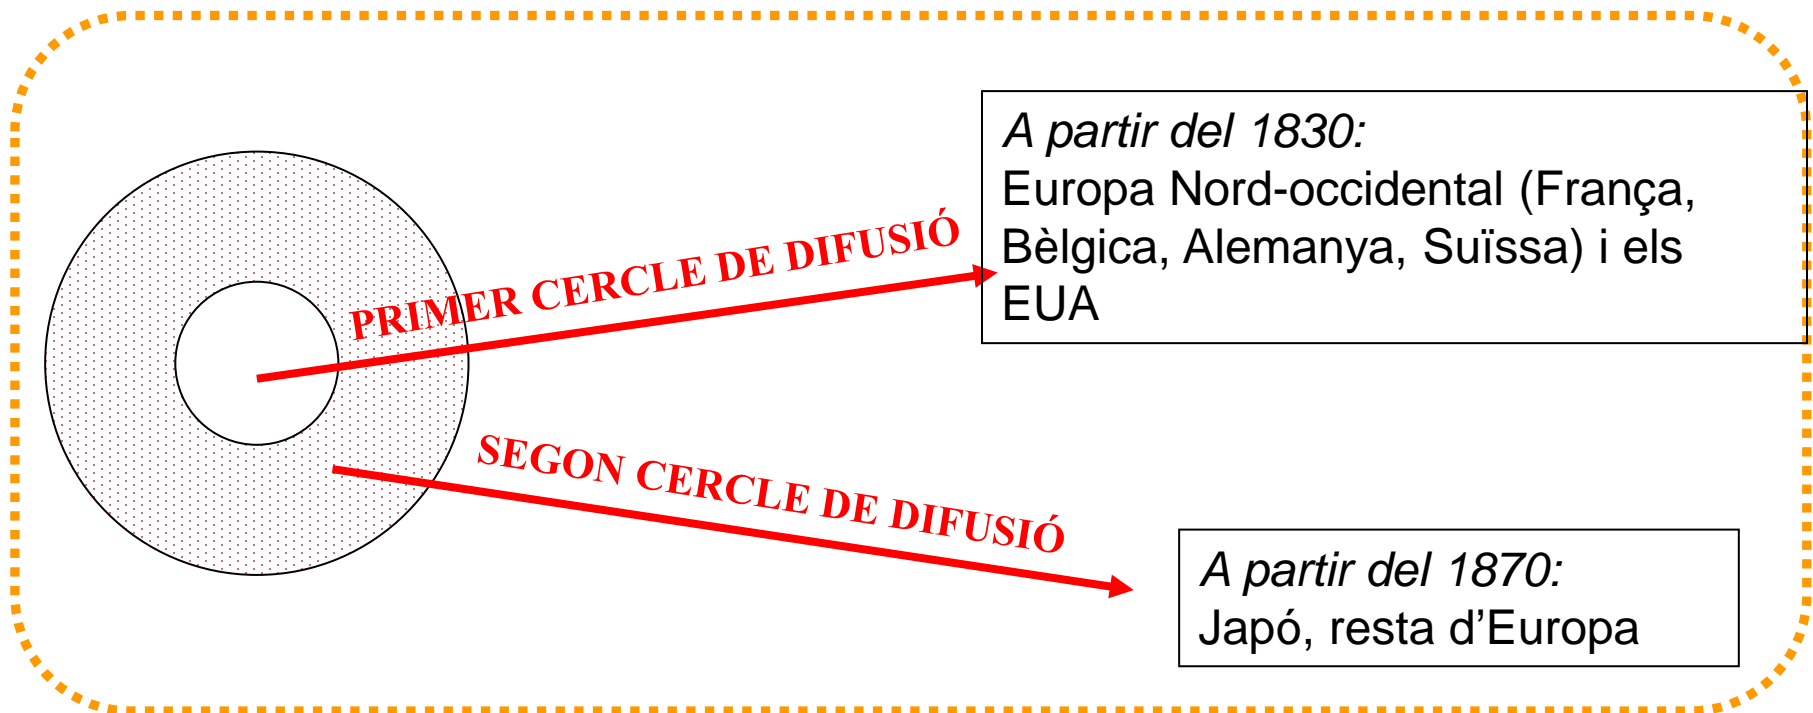 PRIMER CERCLE DE DIFUSIÓ
A partir del 1830:
Europa Nord-occidental (França,
Bèlgica, Alemanya, Suïssa) i els
EUA
SEGON CERCLE DE DIFUSIÓ
A partir del 1870:
Japó, resta d’Europa